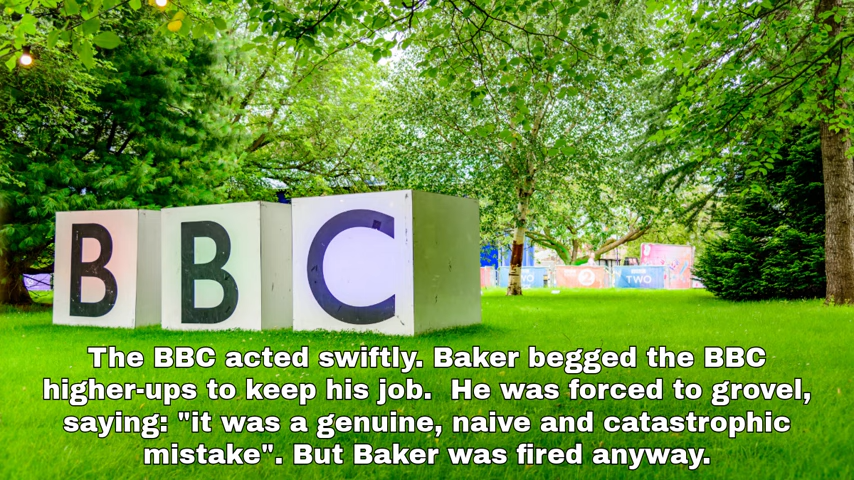 BBC
TWO
The BBC acted swiftly. Baker begged the BBC
higher-ups to keep his job.  He was forced to grovel,
saying: "it was a genuine, naive and catastrophic
mistake". But Baker was fired anyway.